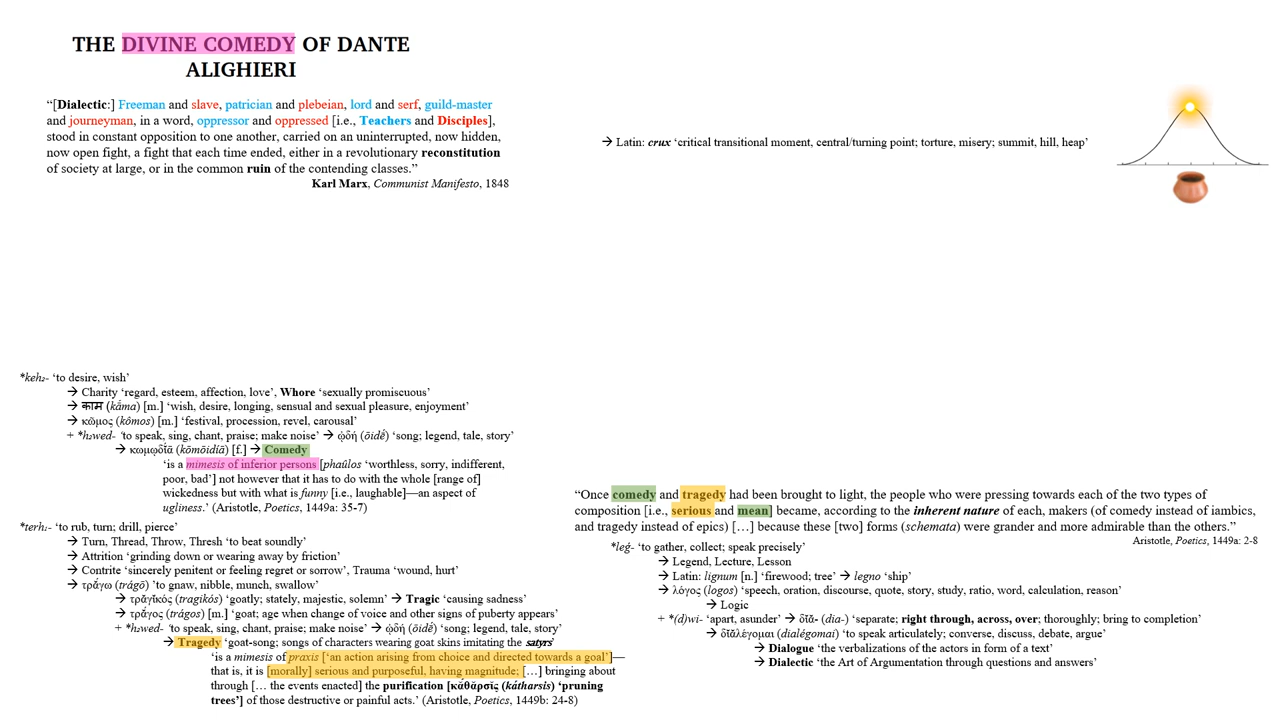 THE DIVINE COMEDY OF DANTE
ALIGHIERI
“[Dialectic:] Freeman and slave, patrician and plebeian, lord and serf, guild-master
and journeyman, in a word, oppressor and oppressed [i.e., Teachers and Disciples],
stood in constant opposition to one another, carried on an uninterrupted, now hidden,
now open fight, a fight that each time ended, either in a revolutionary reconstitution
of society at large, or in the common ruin of the contending classes.”
Karl Marx, Communist Manifesto, 1848
→ Latin: crux ‘critical transitional moment, central/turning point; torture, misery; summit, hill, heap’
*keh₂- ‘to desire, wish’
→ Charity ‘regard, esteem, affection, love’, Whore ‘sexually promiscuous’
→ काम (kā́ma) [m.] ‘wish, desire, longing, sensual and sexual pleasure, enjoyment’
→ κῶμος (kômos) [m.] ‘festival, procession, revel, carousal’
+ *h₂wed- ‘to speak, sing, chant, praise; make noise’ → ᾠδή (ōidḗ) ‘song; legend, tale, story’
→ κωμῳδῐ́ᾱ (kōmōidíā) [f.] → Comedy
‘is a mimesis of inferior persons [phaûlos ‘worthless, sorry, indifferent,
poor, bad’] not however that it has to do with the whole [range of]
wickedness but with what is funny [i.e., laughable]—an aspect of
ugliness.’ (Aristotle, Poetics, 1449a: 35-7)
*terh₁- ‘to rub, turn; drill, pierce’
→ Turn, Thread, Throw, Thresh ‘to beat soundly’
→ Attrition ‘grinding down or wearing away by friction’
→ Contrite ‘sincerely penitent or feeling regret or sorrow’, Trauma ‘wound, hurt’
→ τρᾰ́γω (trágō) ’to gnaw, nibble, munch, swallow’
→ τρᾰγῐκός (tragikós) ‘goatly; stately, majestic, solemn’ → Tragic ‘causing sadness’
→ τρᾰ́γος (trágos) [m.] ‘goat; age when change of voice and other signs of puberty appears’
+ *h₂wed- ‘to speak, sing, chant, praise; make noise’ → ᾠδή (ōidḗ) ‘song; legend, tale, story’
→ Tragedy ‘goat-song; songs of characters wearing goat skins imitating the satyrs’
‘is a mimesis of praxis [‘an action arising from choice and directed towards a goal’]—
that is, it is [morally] serious and purposeful, having magnitude; […] bringing about
through [… the events enacted] the purification [κᾰ́θᾰρσῐς (kátharsis) ‘pruning
trees’] of those destructive or painful acts.’ (Aristotle, Poetics, 1449b: 24-8)
“Once comedy and tragedy had been brought to light, the people who were pressing towards each of the two types of
composition [i.e., serious and mean] became, according to the inherent nature of each, makers (of comedy instead of iambics,
and tragedy instead of epics) […] because these [two] forms (schemata) were grander and more admirable than the others.”
Aristotle, Poetics, 1449a: 2-8
*leǵ- ‘to gather, collect; speak precisely’
→ Legend, Lecture, Lesson
→ Latin: lignum [n.] ‘firewood; tree’ → legno ‘ship’
→ λόγος (logos) ‘speech, oration, discourse, quote, story, study, ratio, word, calculation, reason’
→ Logic
+ *(d)wi- ‘apart, asunder’ → δῐᾰ- (dia-) ‘separate; right through, across, over; thoroughly; bring to completion’
→ δῐᾰλέγομαι (dialégomai) ‘to speak articulately; converse, discuss, debate, argue’
→ Dialogue ‘the verbalizations of the actors in form of a text’
→ Dialectic ‘the Art of Argumentation through questions and answers’